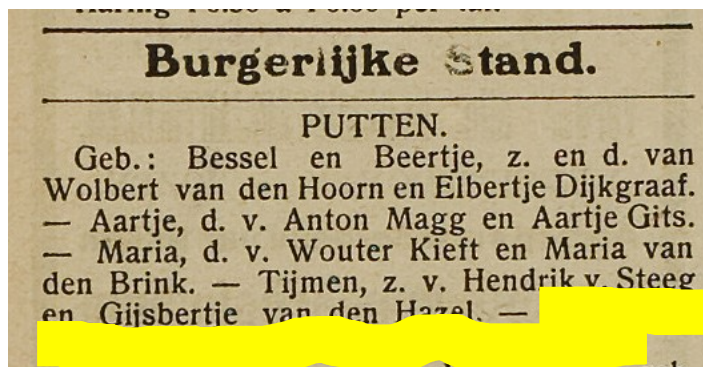 Burgerlijke Stand.
PUTTEN.
Geb.: Bessel en Beertje, z. en d. van
Wolbert van den Hoorn en Elbertje Dijkgraaf.
— Aartje, d. v. Anton Magg en Aartje Gits.
— Maria, d. v. Wouter Kieft en Maria van
den Brink. — Tijmen, z. v. Hendrik v. Steeg
en Gijsbertje van den Hazel. —